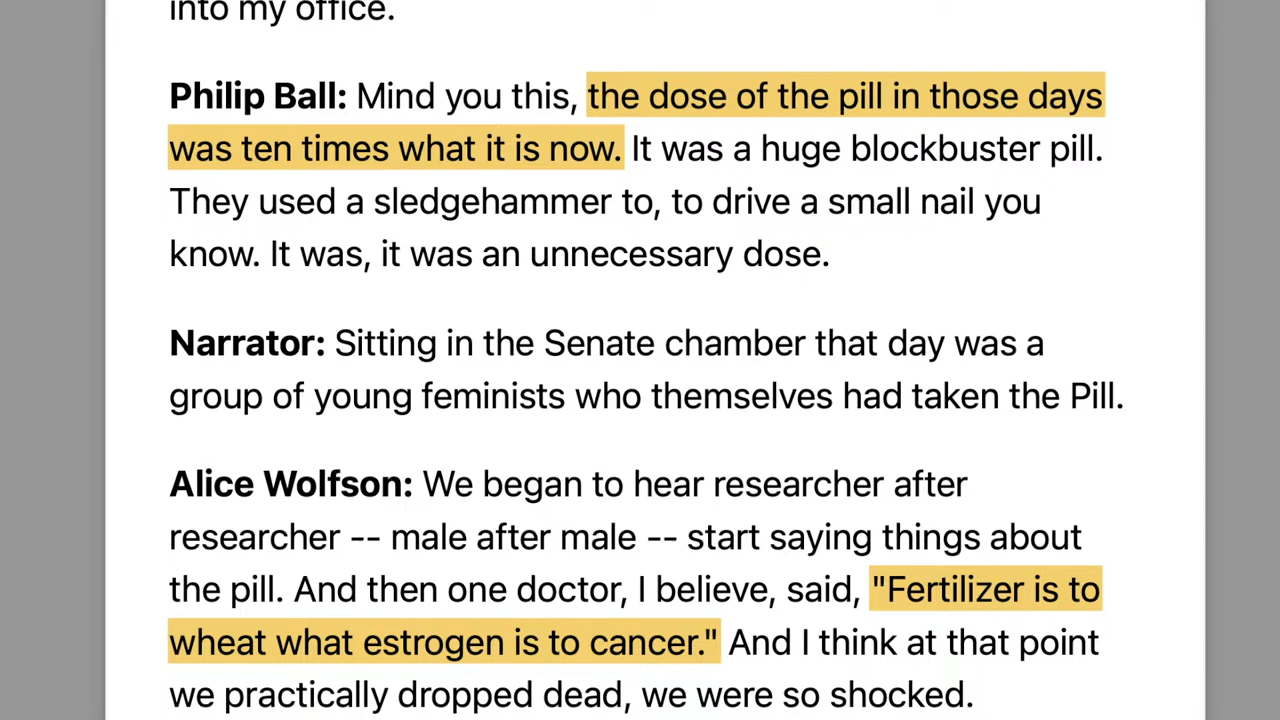 into my office.
Philip Ball: Mind you this, the dose of the pill in those days
was ten times what it is now. It was a huge blockbuster pill.
They used a sledgehammer to, to drive a small nail you
know. It was, it was an unnecessary dose.
Narrator: Sitting in the Senate chamber that day was a
group of young feminists who themselves had taken the Pill.
Alice Wolfson: We began to hear researcher after
researcher -- male after male -- start saying things about
the pill. And then one doctor, I believe, said, "Fertilizer is to
wheat what estrogen is to cancer." And I think at that point
we practically dropped dead, we were so shocked.